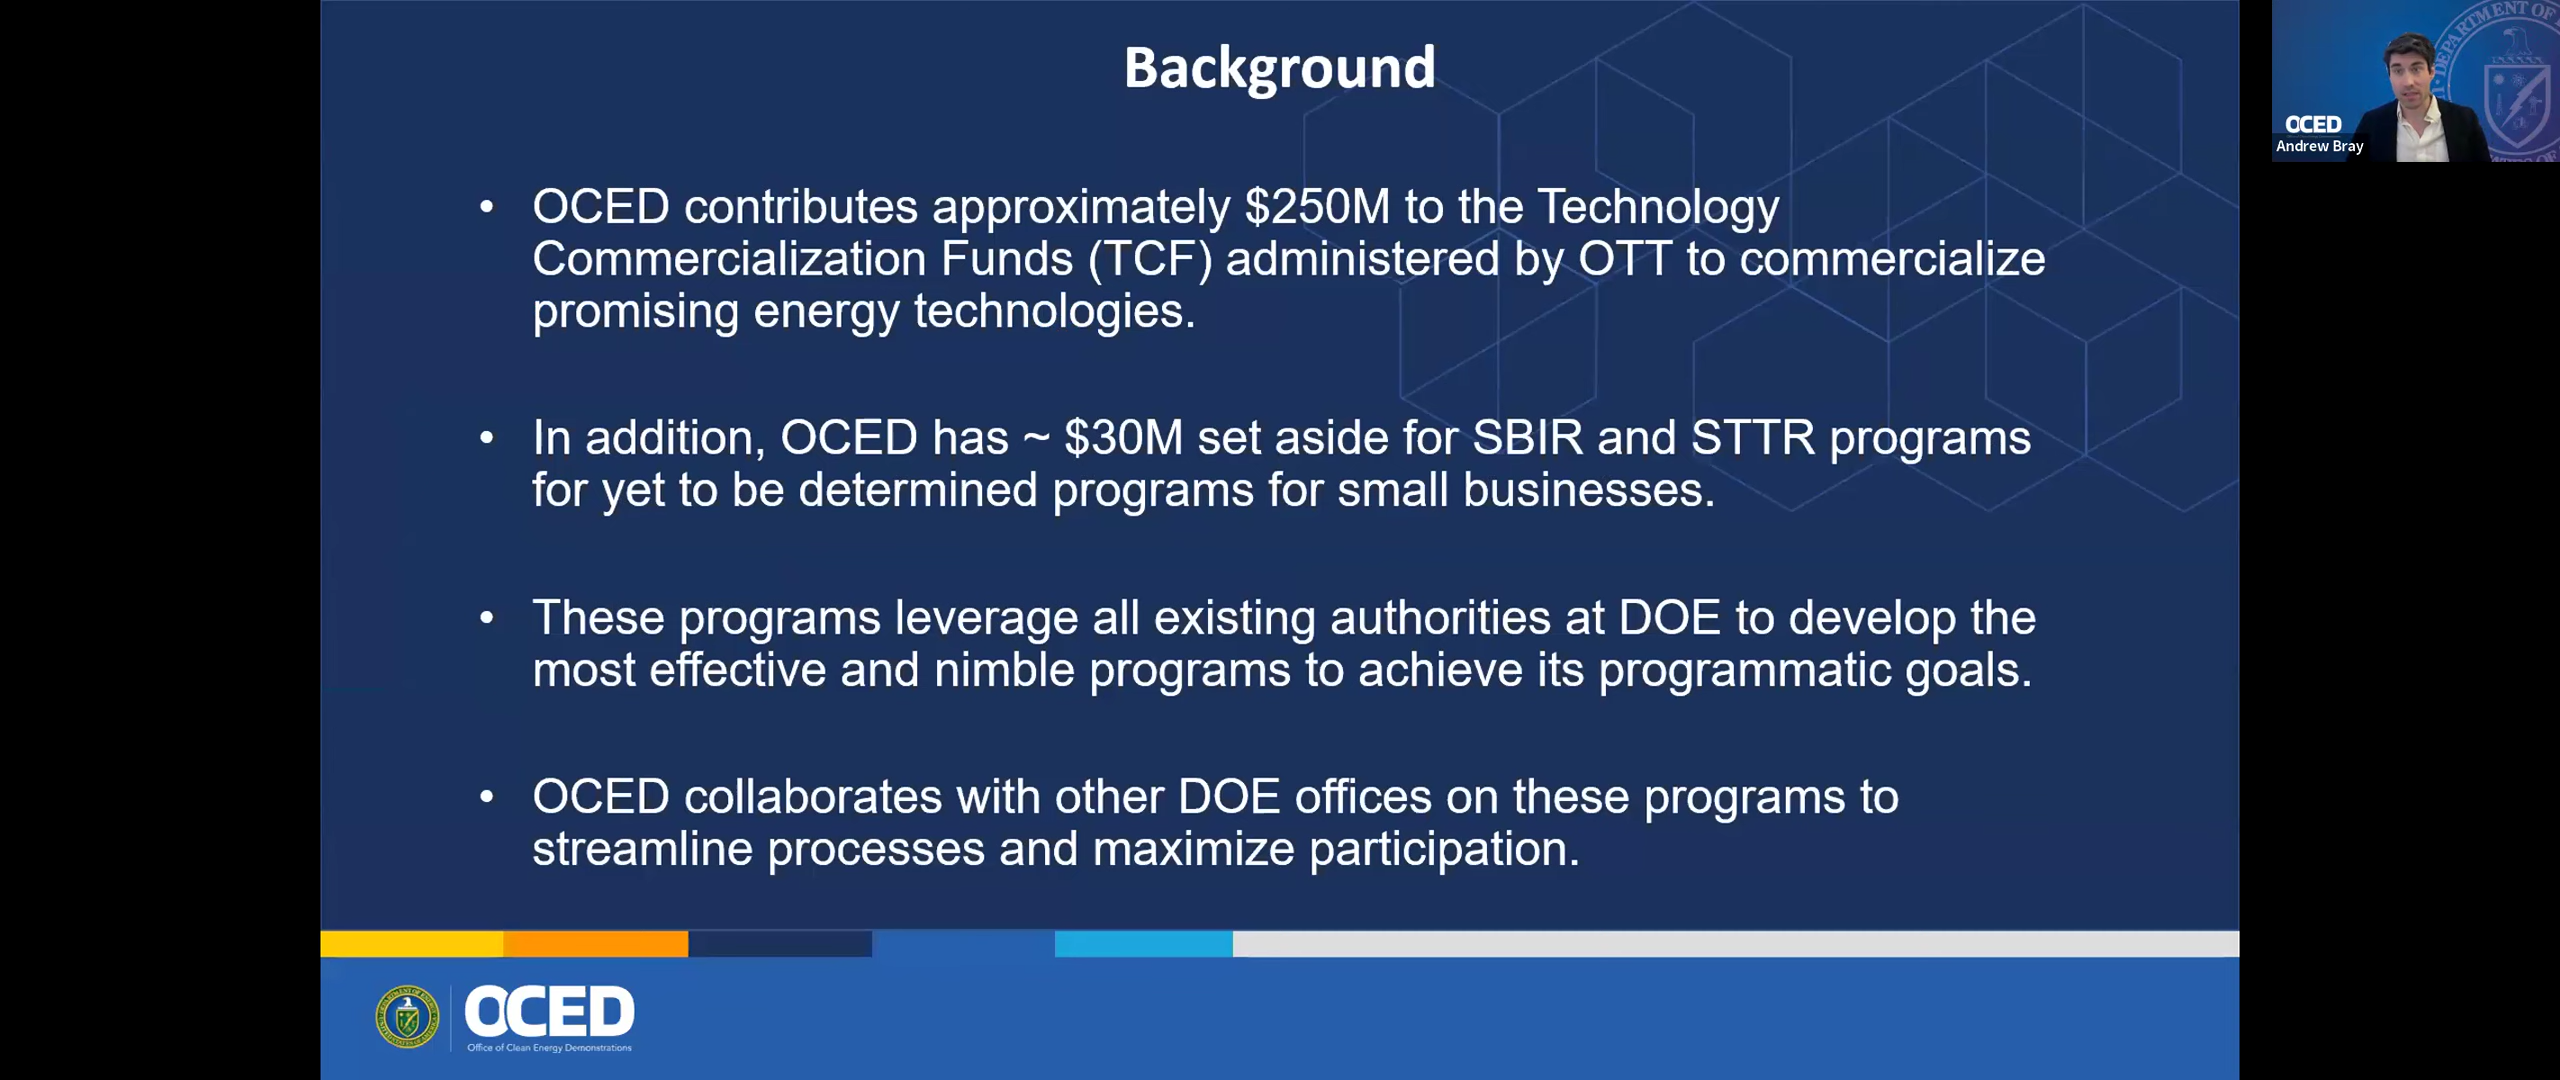 Background
• OCED contributes approximately $250M to the Technology
Commercialization Funds (TCF) administered by OTT to commercialize
promising energy technologies.
• In addition, OCED has ~ $30M set aside for SBIR and STTR programs
for yet to be determined programs for small businesses.
• These programs leverage all existing authorities at DOE to develop the
most effective and nimble programs to achieve its programmatic goals.
• OCED collaborates with other DOE offices on these programs to
streamline processes and maximize participation.
OCED
Office of Clean Energy Demonstrations
DEPARTMENT OF
OCED
Andrew Bray